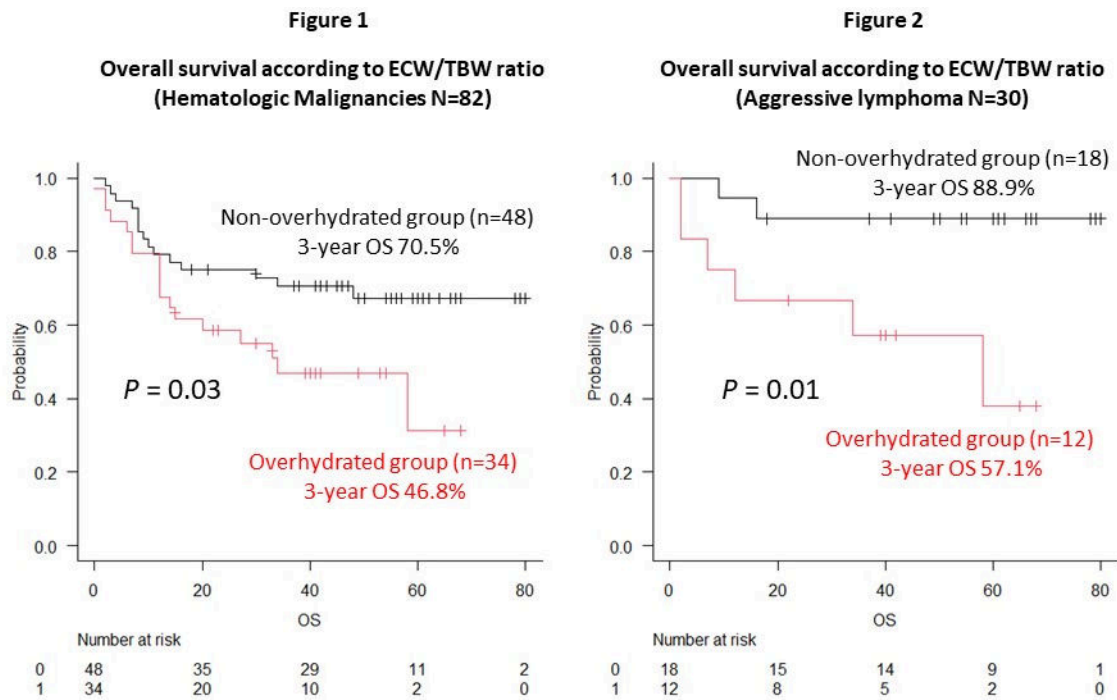 Figure 1
Overall survival according to ECW/TBW ratio
(Hematologic Malignancies N=82)
Non-overhydrated group (n=48)
3-year OS 70.5%
P = 0.03
Overhydrated group (n=34)
3-year OS 46.8%
Probability
1.0
0.8
0.6
0.4
0.2
0.0
0 20 40 60 80
OS
Number at risk
0 48 35 29 11 2
1 34 20 10 2 0
Figure 2
Overall survival according to ECW/TBW ratio
(Aggressive lymphoma N=30)
Non-overhydrated group (n=18)
3-year OS 88.9%
P = 0.01
Overhydrated group (n=12)
3-year OS 57.1%
Probability
1.0
0.8
0.6
0.4
0.2
0.0
0 20 40 60 80
OS
Number at risk
0 18 15 14 9 1
1 12 8 5 2 0